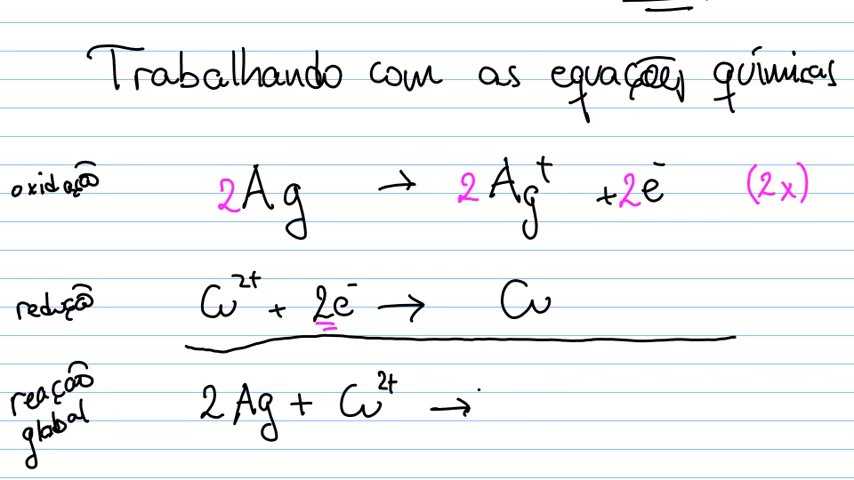 Trabalhando com as equações químicas
oxidação 2Ag → 2Ag⁺ + 2e⁻ (2x)
redução Cu²⁺ + 2e⁻ → Cu
reação global 2Ag + Cu²⁺ →